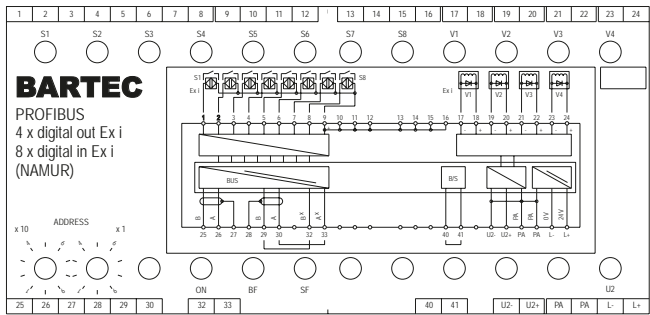 1 2 3 4 5 6 7 8 9 10 11 12 13 14 15 16 17 18 19 20 21 22 23 24
S1 S2 S3 S4 S5 S6 S7 S8 V1 V2 V3 V4
BARTEC
PROFIBUS
4 x digital out Ex i
8 x digital in Ex i
(NAMUR)
S1 S8
Ex i Ex i V1 V2 V3 V4
1 2 3 4 5 6 7 8 9 10 11 12 13 14 15 16 17 18 19 20 21 22 23 24
+ - + - + - + - +
BUS B/S
B A B A B X A X PA PA 0V 24V
25 26 27 28 29 30 32 33 40 41 U2- U2+ PA PA L- L+
ADDRESS
x 10 x 1
ON BF SF U2
25 26 27 28 29 30 32 33 40 41 U2- U2+ PA PA L- L+